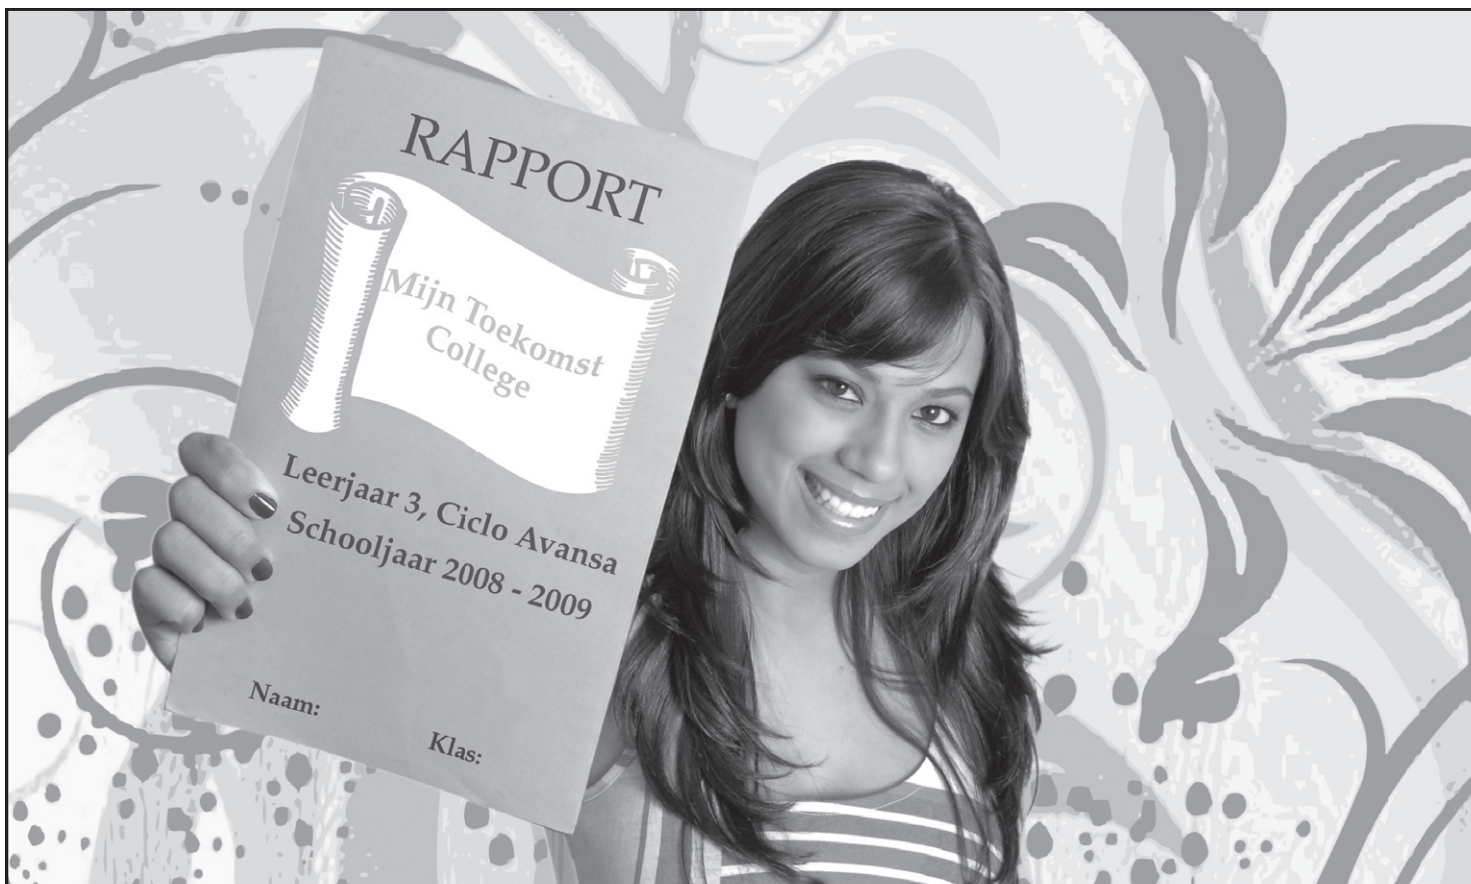 RAPPORT
Mijn Toekomst
College
Leerjaar 3, Ciclo Avansa
Schooljaar 2008 - 2009
Naam:
Klas: